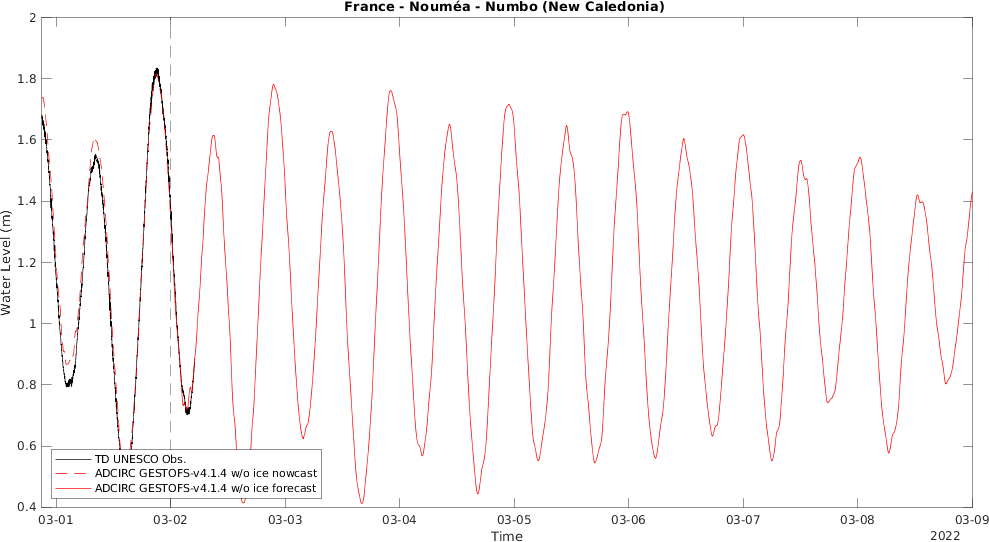 France - Nouméa - Numbo (New Caledonia)
2
1.8
1.6
1.4
1.2
1
0.8
0.6
0.4
Water Level (m)
TD UNESCO Obs.
ADCIRC GESTOFS-v4.1.4 w/o ice nowcast
ADCIRC GESTOFS-v4.1.4 w/o ice forecast
03-01 03-02 03-03 03-04 03-05 03-06 03-07 03-08 03-09
Time
2022